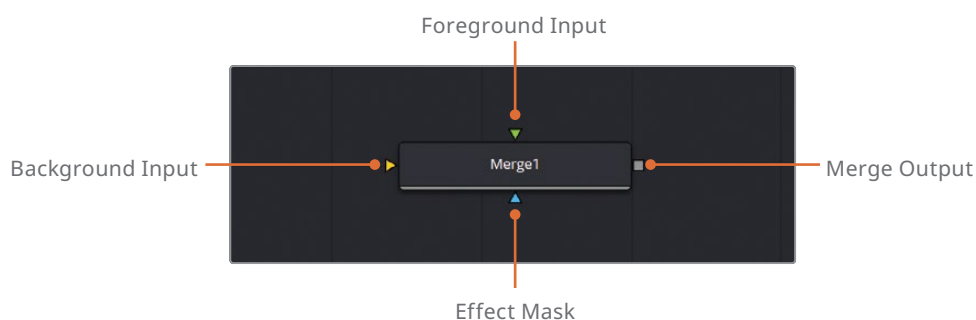 Foreground Input
Background Input
Merge1
Merge Output
Effect Mask